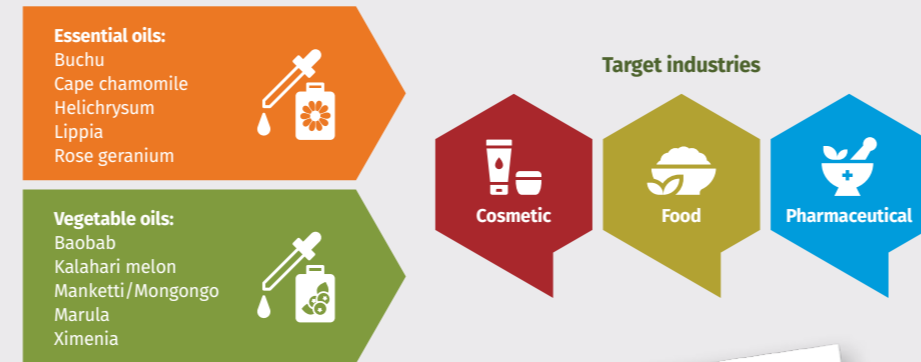 Essential oils:
Buchu
Cape chamomile
Helichrysum
Lippia
Rose geranium
Vegetable oils:
Baobab
Kalahari melon
Manketti/Mongongo
Marula
Ximenia
Target industries
Cosmetic
Food
Pharmaceutical